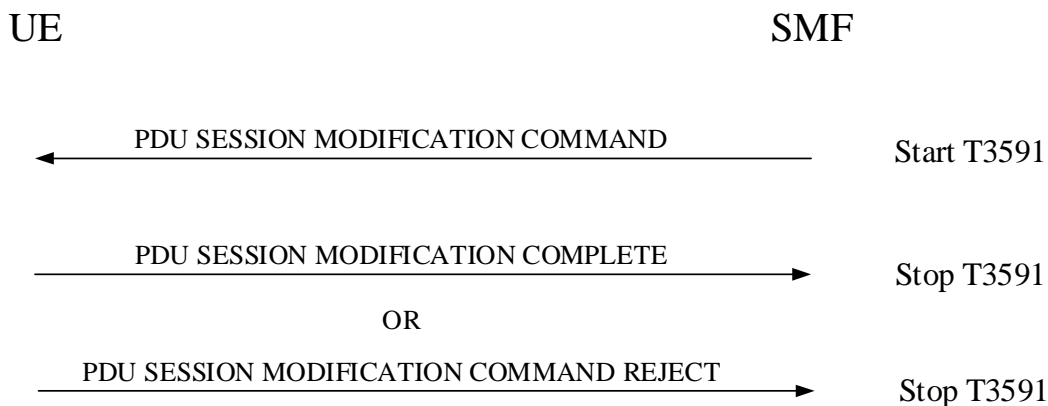 UE SMF
PDU SESSION MODIFICATION COMMAND Start T3591
PDU SESSION MODIFICATION COMPLETE Stop T3591
OR
PDU SESSION MODIFICATION COMMAND REJECT Stop T3591